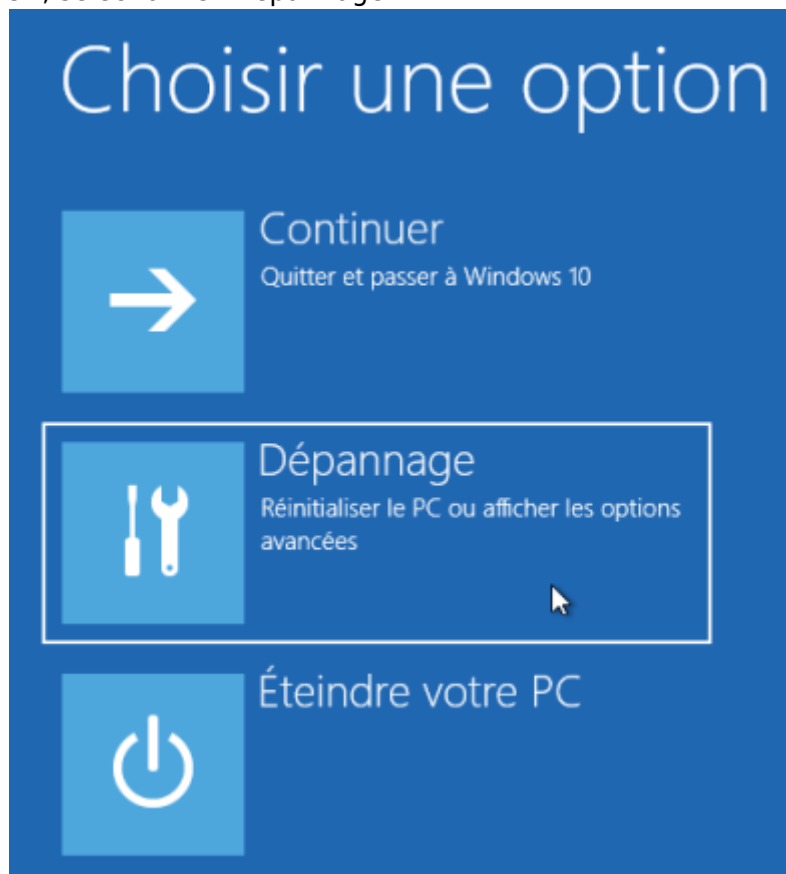 Choisir une option
Continuer
Quitter et passer à Windows 10
Dépannage
Réinitialiser le PC ou afficher les options
avancées
Éteindre votre PC